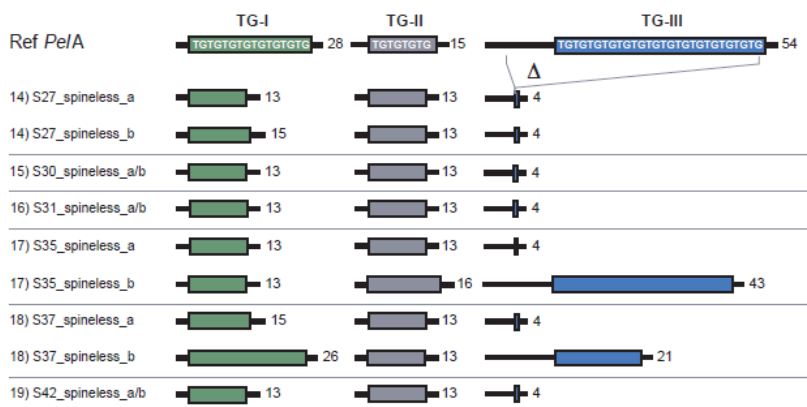 TG-I TG-II TG-III
Ref PelA TGTGTGTGTGTGTGTG 28 TGTGTGTG 15 TGTGTGTGTGTGTGTGTGTGTGTGTGTG 54
Δ
14) S27_spineless_a 13 13 4
14) S27_spineless_b 15 13 4
15) S30_spineless_a/b 13 13 4
16) S31_spineless_a/b 13 13 4
17) S35_spineless_a 13 13 4
17) S35_spineless_b 13 16 43
18) S37_spineless_a 15 13 4
18) S37_spineless_b 26 13 21
19) S42_spineless_a/b 13 13 4